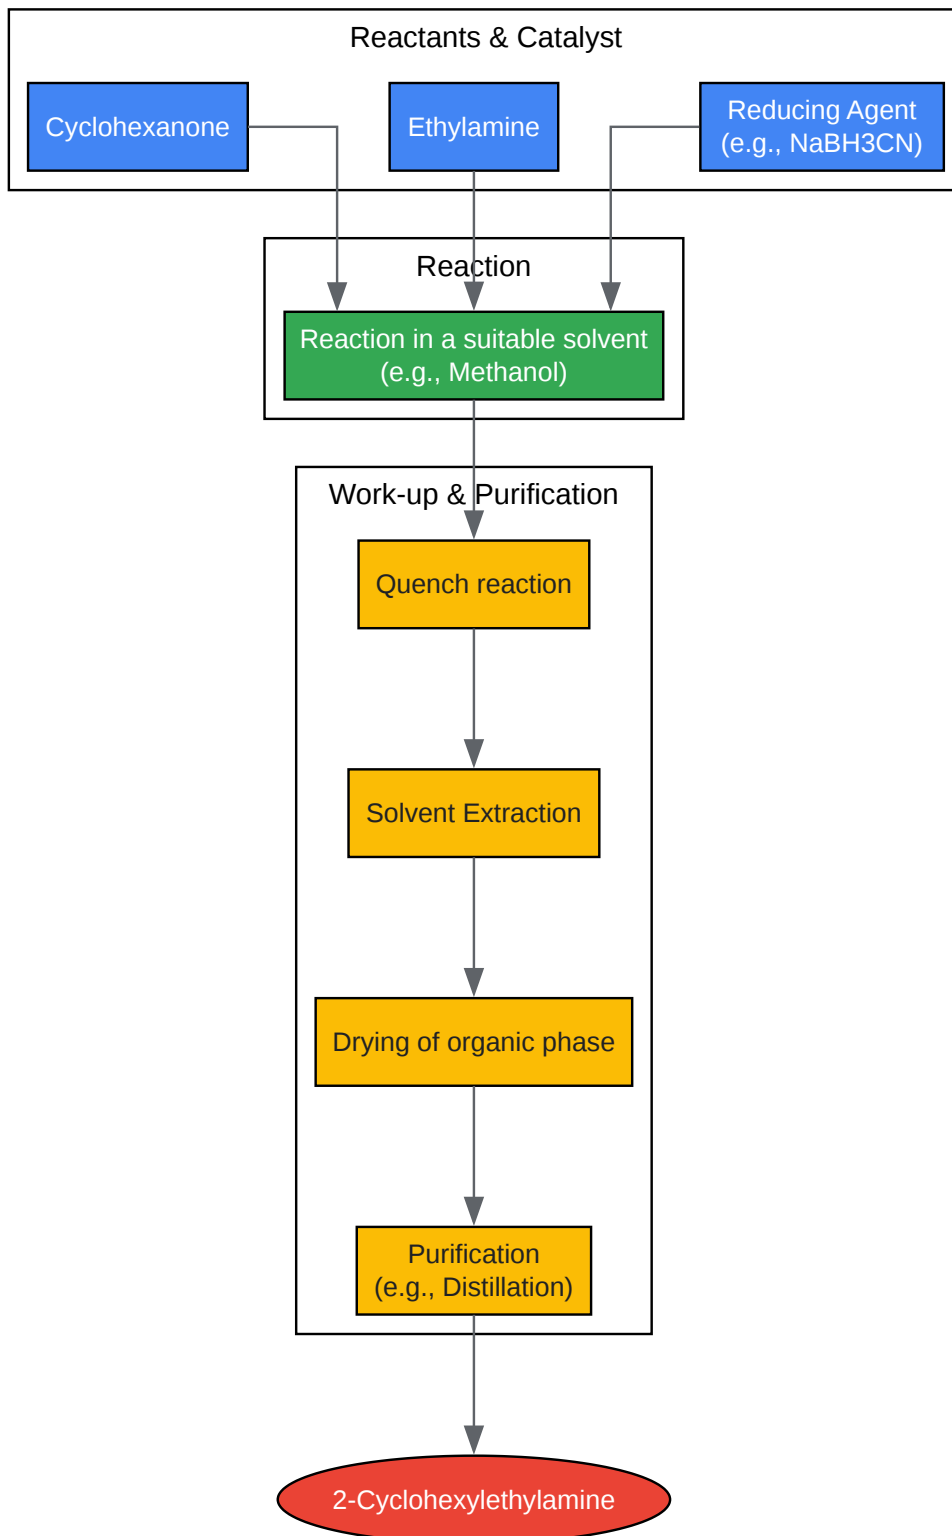 Reactants & Catalyst
Cyclohexanone
Ethylamine
Reducing Agent
(e.g., NaBH3CN)
Reaction
Reaction in a suitable solvent
(e.g., Methanol)
Work-up & Purification
Quench reaction
Solvent Extraction
Drying of organic phase
Purification
(e.g., Distillation)
2-Cyclohexylethylamine